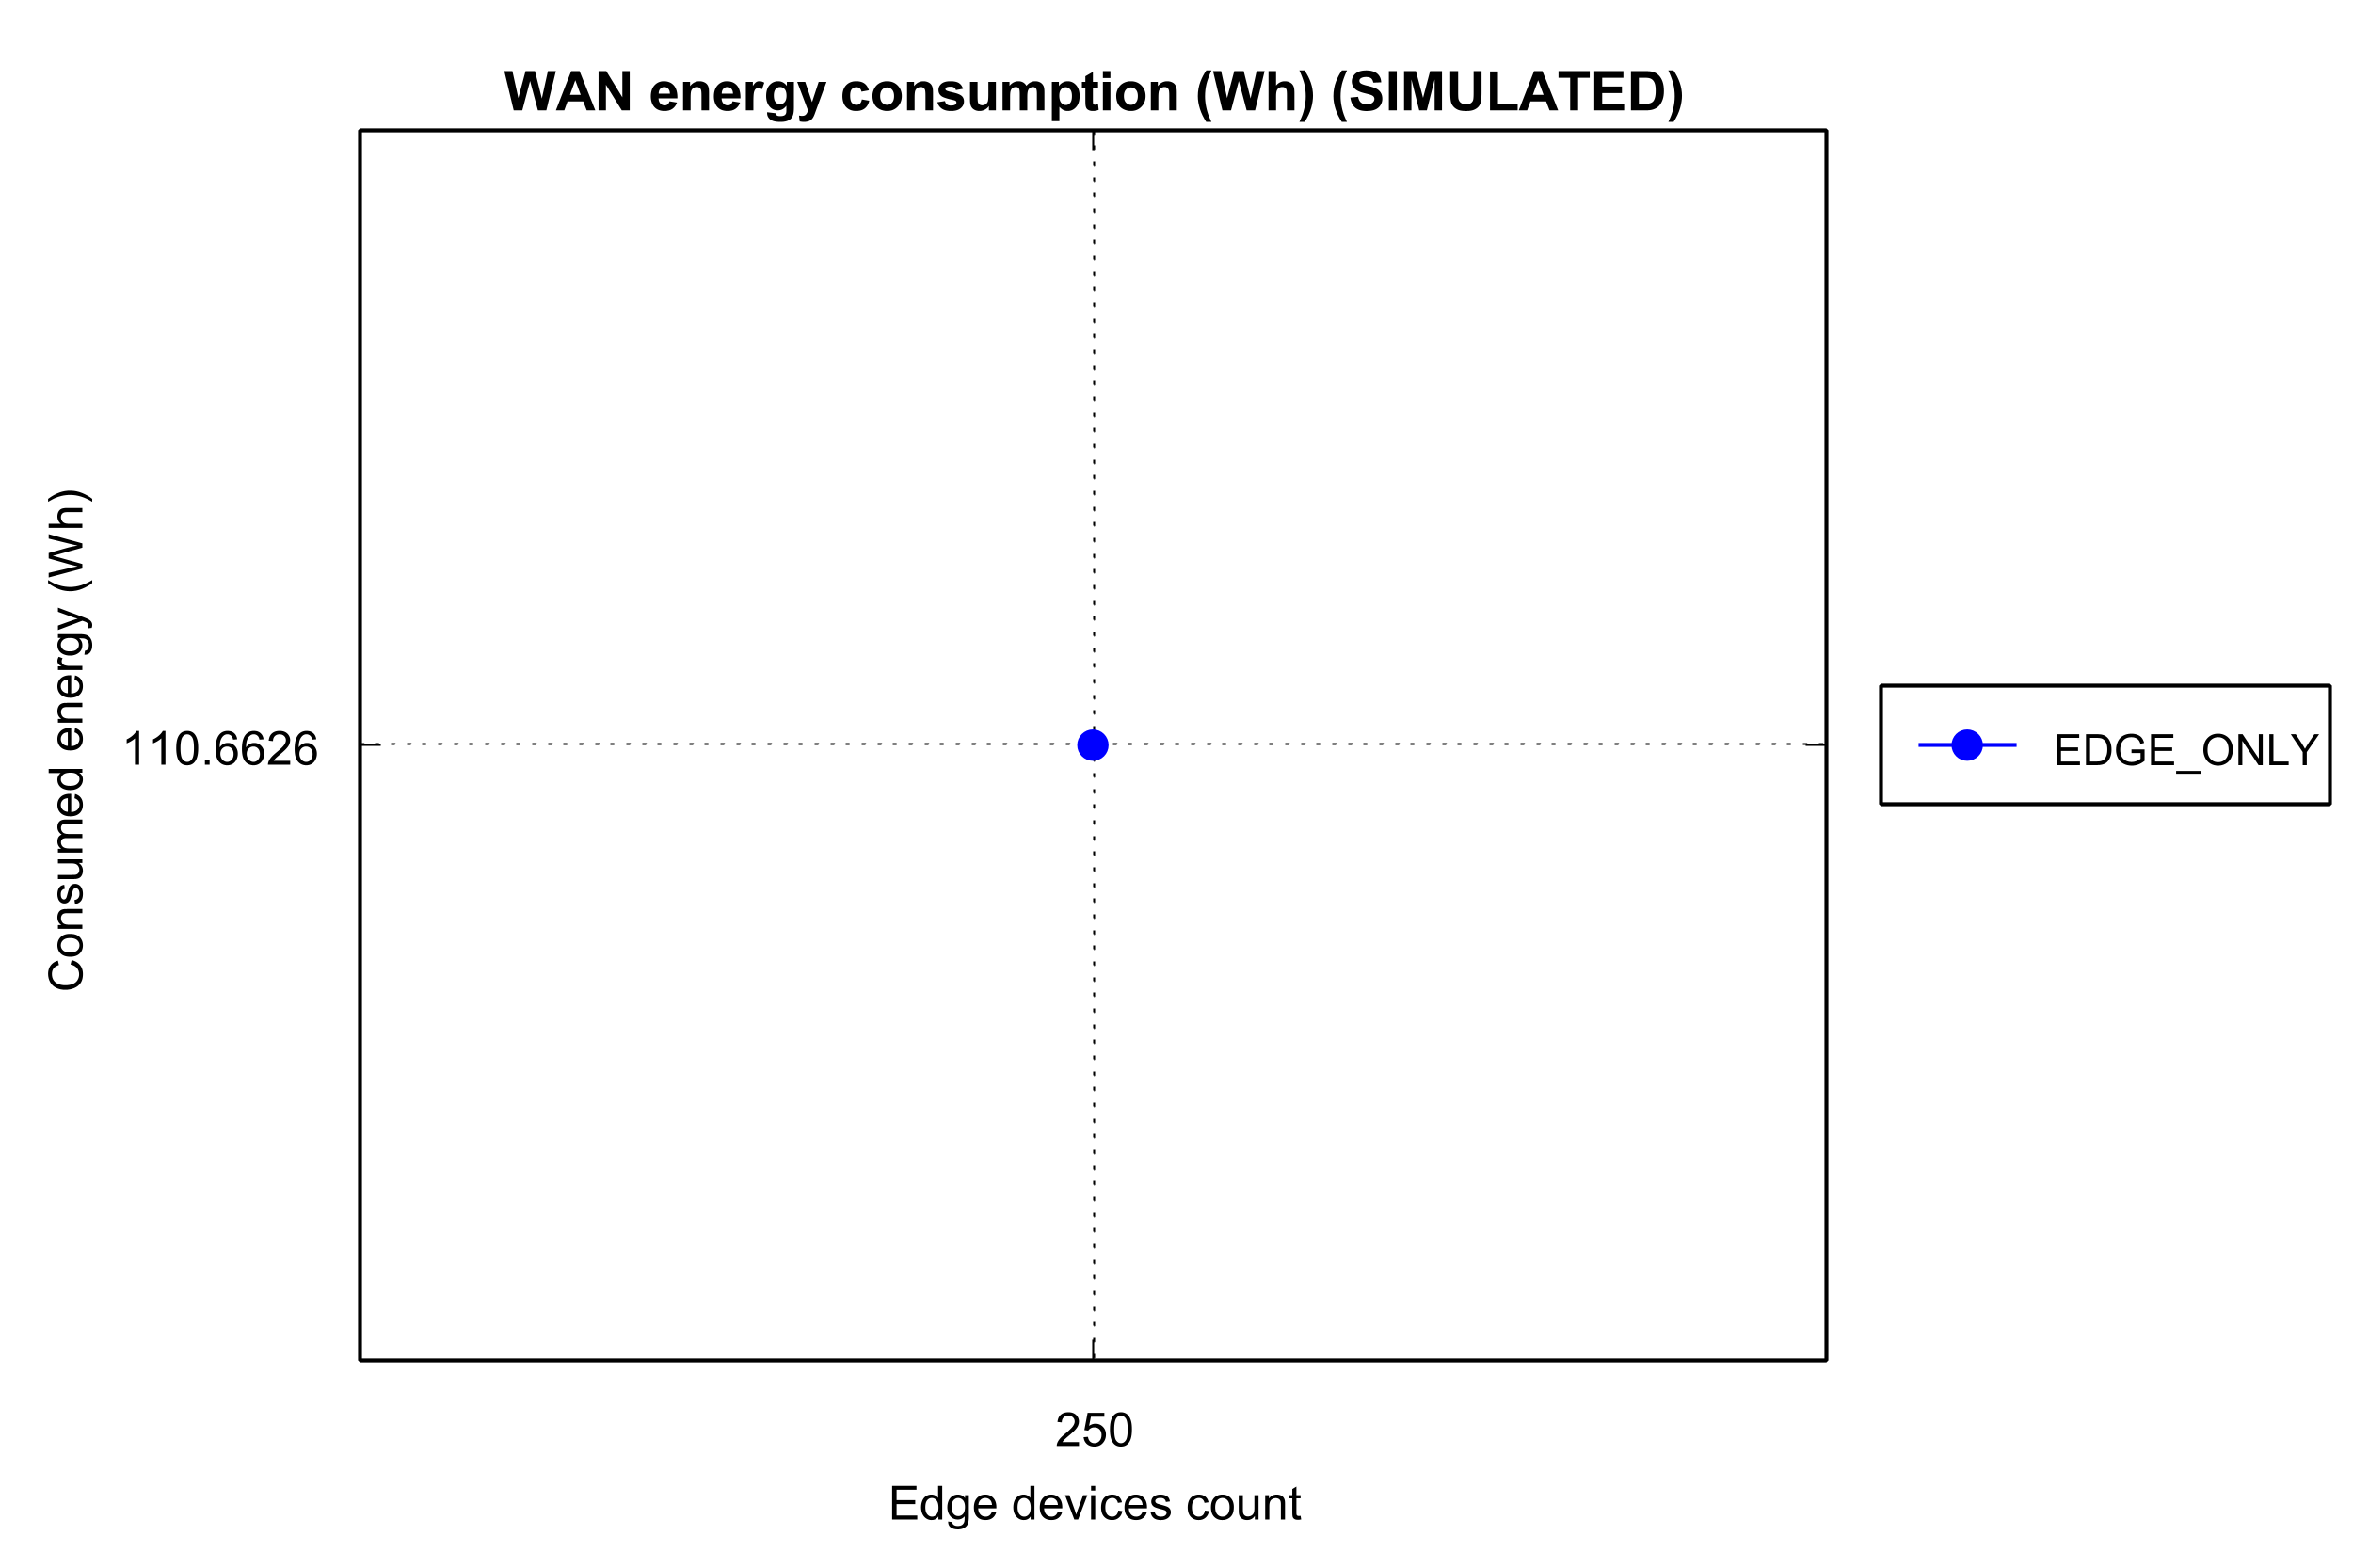 WAN energy consumption (Wh) (SIMULATED)
Consumed energy (Wh)
110.6626
EDGE_ONLY
250
Edge devices count